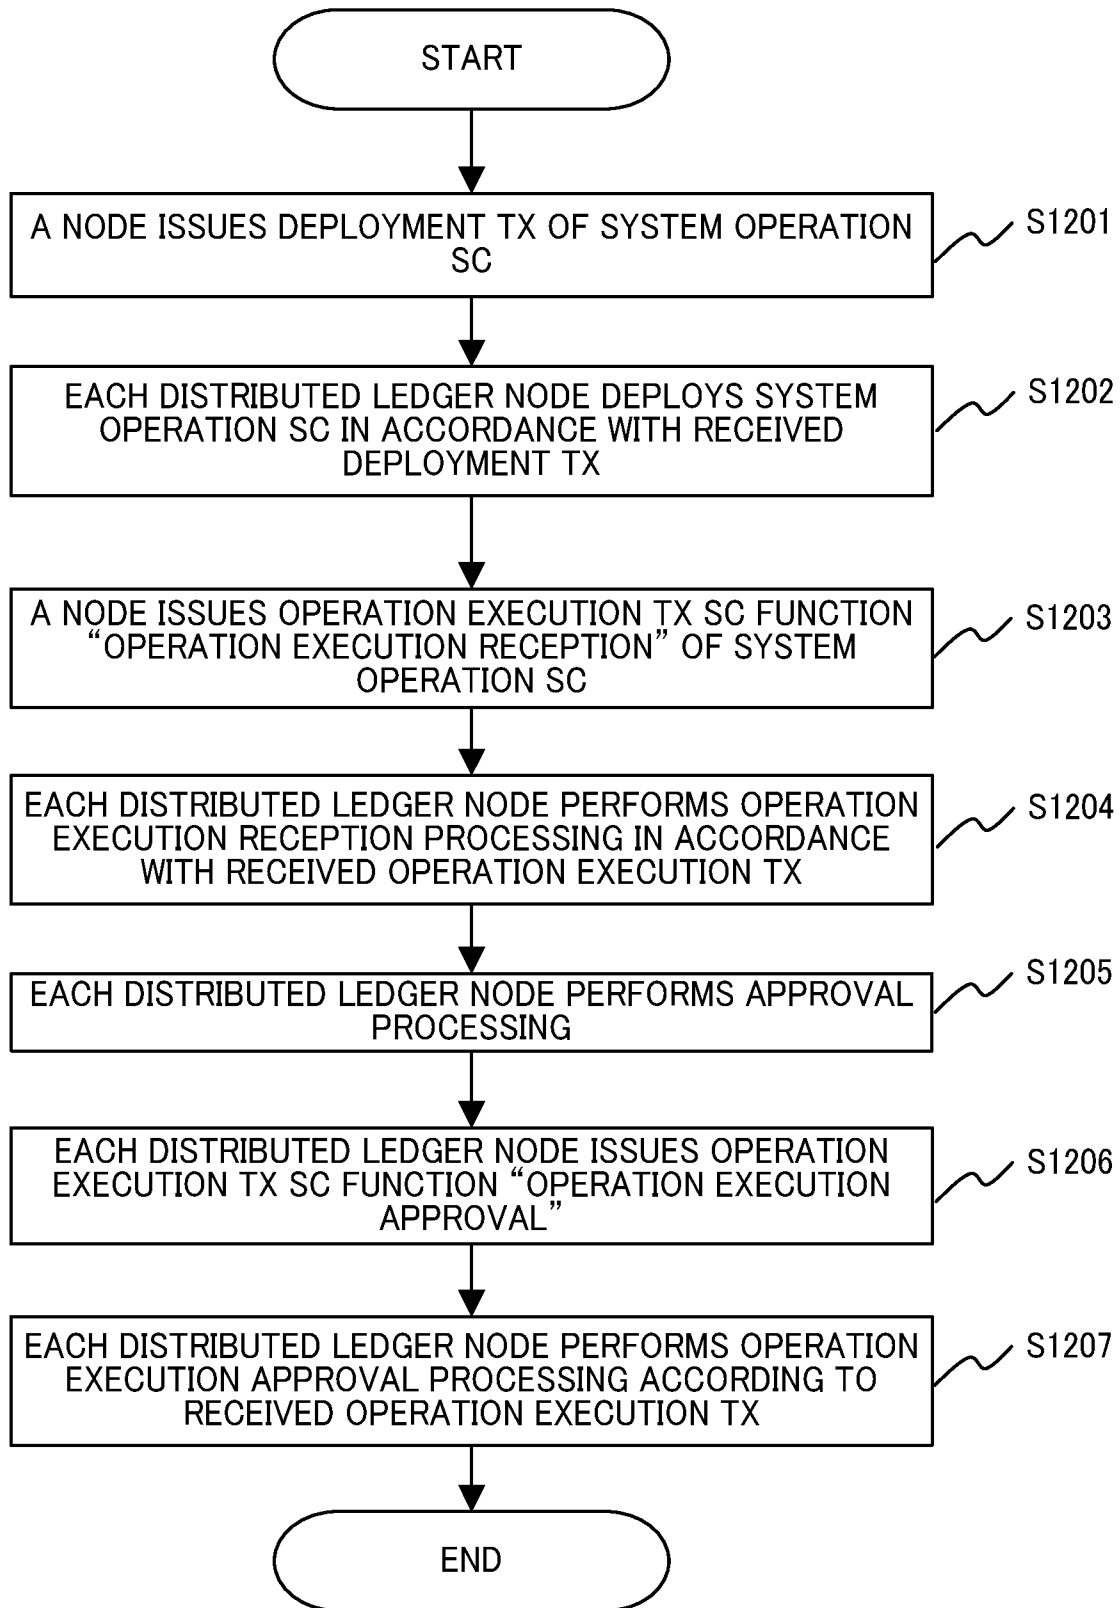 START
A NODE ISSUES DEPLOYMENT TX OF SYSTEM OPERATION
SC
S1201
EACH DISTRIBUTED LEDGER NODE DEPLOYS SYSTEM
OPERATION SC IN ACCORDANCE WITH RECEIVED
DEPLOYMENT TX
S1202
A NODE ISSUES OPERATION EXECUTION TX SC FUNCTION
“OPERATION EXECUTION RECEPTION” OF SYSTEM
OPERATION SC
S1203
EACH DISTRIBUTED LEDGER NODE PERFORMS OPERATION
EXECUTION RECEPTION PROCESSING IN ACCORDANCE
WITH RECEIVED OPERATION EXECUTION TX
S1204
EACH DISTRIBUTED LEDGER NODE PERFORMS APPROVAL
PROCESSING
S1205
EACH DISTRIBUTED LEDGER NODE ISSUES OPERATION
EXECUTION TX SC FUNCTION “OPERATION EXECUTION
APPROVAL”
S1206
EACH DISTRIBUTED LEDGER NODE PERFORMS OPERATION
EXECUTION APPROVAL PROCESSING ACCORDING TO
RECEIVED OPERATION EXECUTION TX
S1207
END